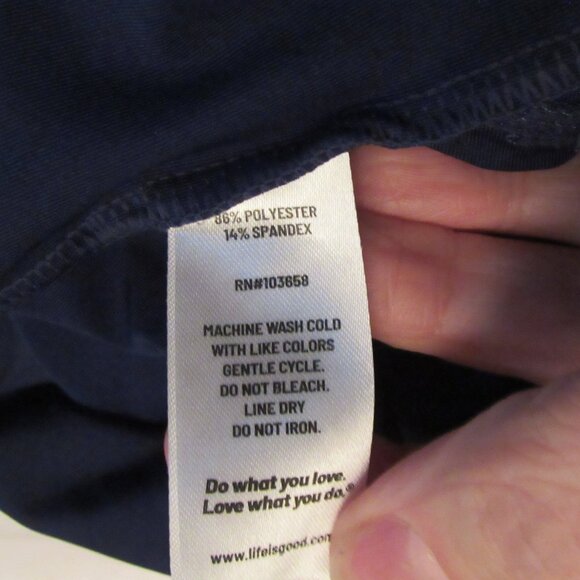 86% POLYESTER
14% SPANDEX
RN#103658
MACHINE WASH COLD
WITH LIKE COLORS
GENTLE CYCLE.
DO NOT BLEACH.
LINE DRY
DO NOT IRON.
Do what you love.
Love what you do.®
www.lifeisgood.com